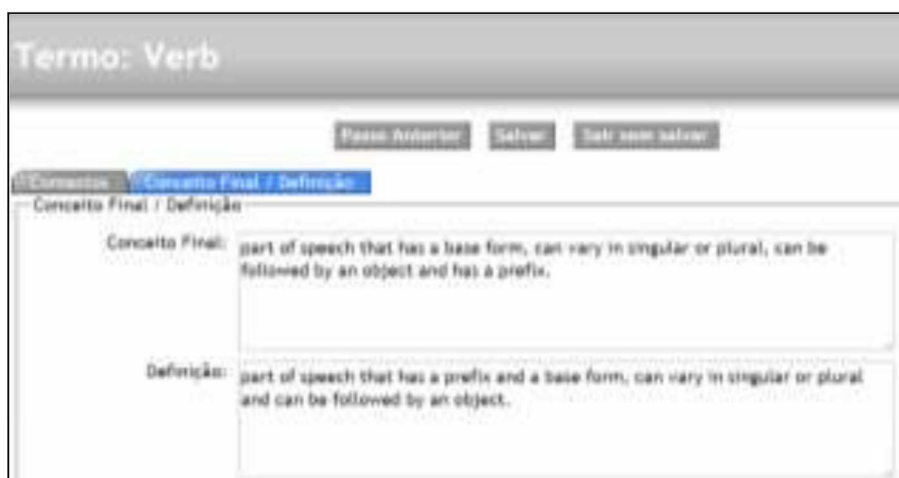 Termo: Verb
Passo Anterior Salvar Sair sem salvar
Contextos Conceito Final / Definição
Conceito Final / Definição
Conceito Final: part of speech that has a base form, can vary in singular or plural, can be
followed by an object and has a prefix.
Definição: part of speech that has a prefix and a base form, can vary in singular or plural
and can be followed by an object.